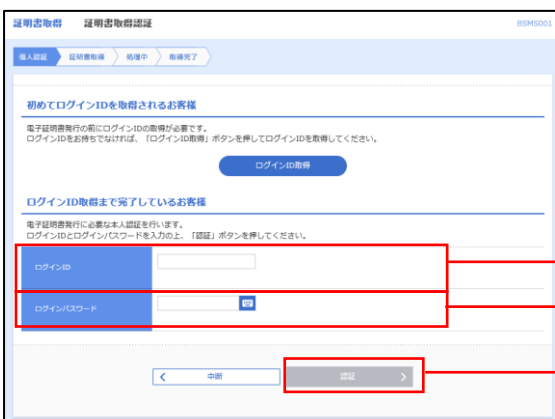 証明書取得 証明書取得認証
BSMS001
個人認証 証明書取得 処理中 取得完了
初めてログインIDを取得されるお客様
電子証明書発行の前にログインIDの取得が必要です。
ログインIDをお持ちでなければ、「ログインID取得」ボタンを押してログインIDを取得してください。
ログインID取得
ログインID取得まで完了しているお客様
電子証明書発行に必要な本人認証を行います。
ログインIDとログインパスワードを入力の上、「認証」ボタンを押してください。
ログインID
ログインパスワード
中断
認証